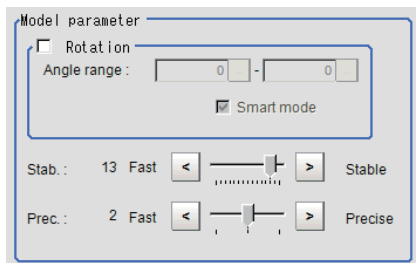 Model parameter
Rotation
Angle range : 0 ... - 0 ...
Smart mode
Stab. : 13 Fast < > Stable
Prec. : 2 Fast < > Precise